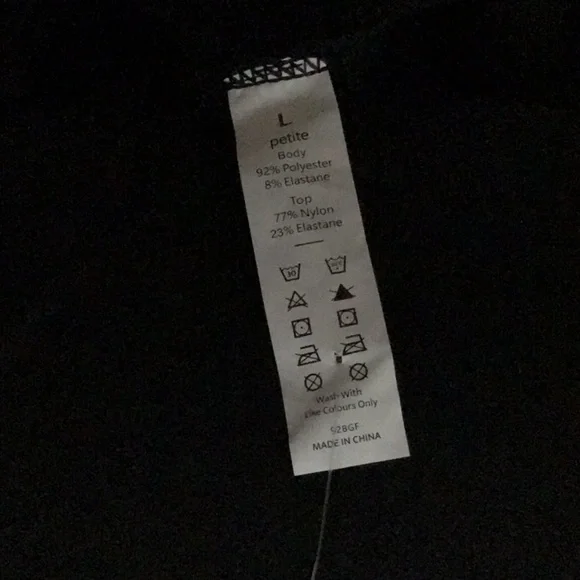 L
petite
Body
92% Polyester
8% Elastane
Top
77% Nylon
23% Elastane
Wash With
Like Colours Only
928GF
MADE IN CHINA